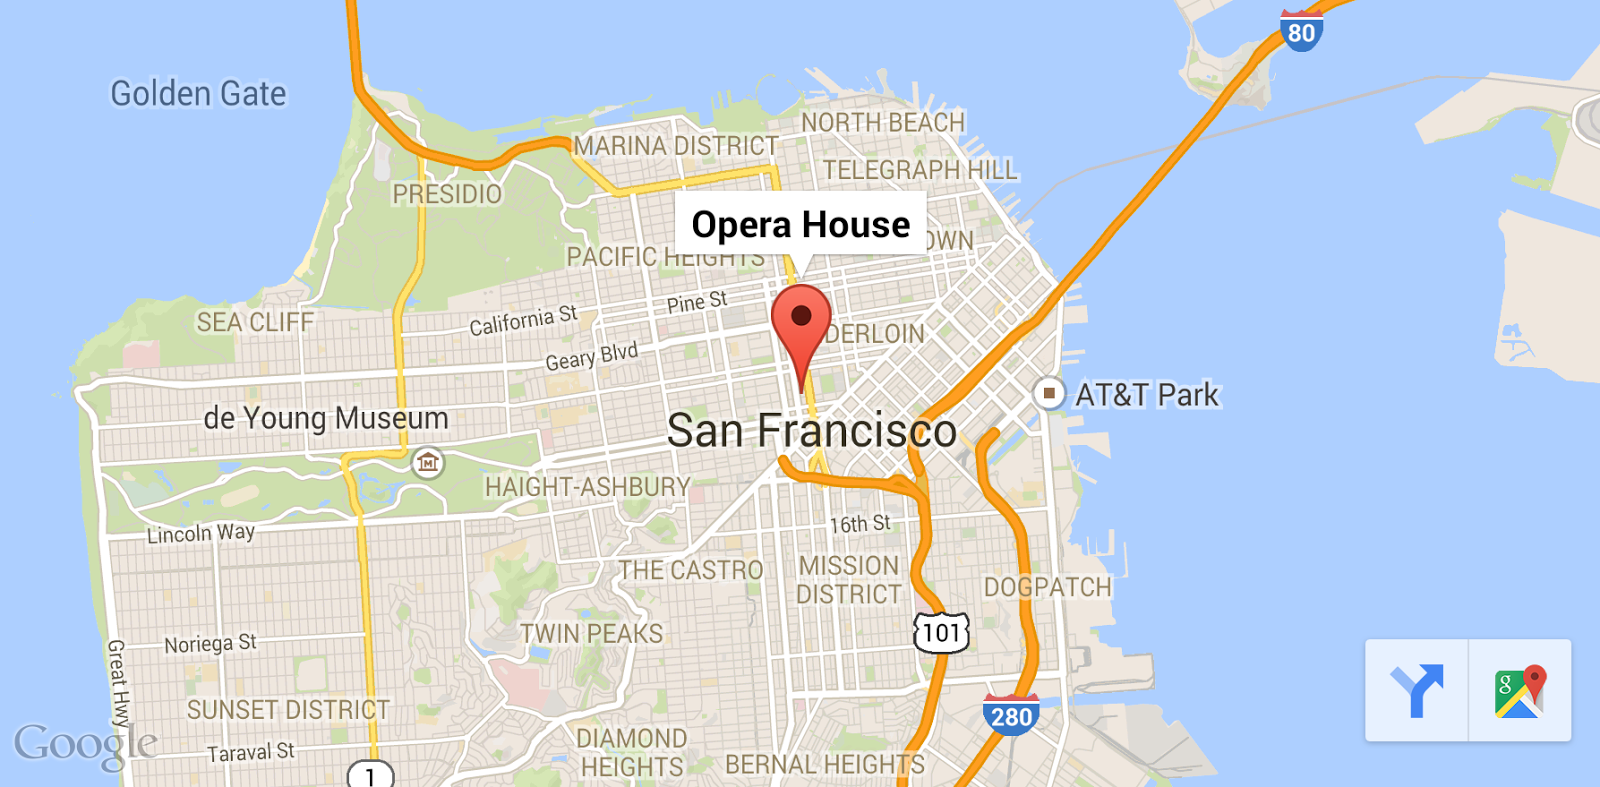 80
Golden Gate
NORTH BEACH
MARINA DISTRICT
TELEGRAPH HILL
PRESIDIO
Opera House
OWN
PACIFIC HEIGHTS
Pine St
California St
SEA CLIFF
DERLOIN
Geary Blvd
AT&T Park
de Young Museum
San Francisco
HAIGHT-ASHBURY
16th St
Lincoln Way
THE CASTRO
MISSION
DISTRICT
DOGPATCH
TWIN PEAKS
101
Noriega St
Great Hwy
g
SUNSET DISTRICT
280
Google
Taraval St
DIAMOND
HEIGHTS
BERNAL HEIGHTS
1